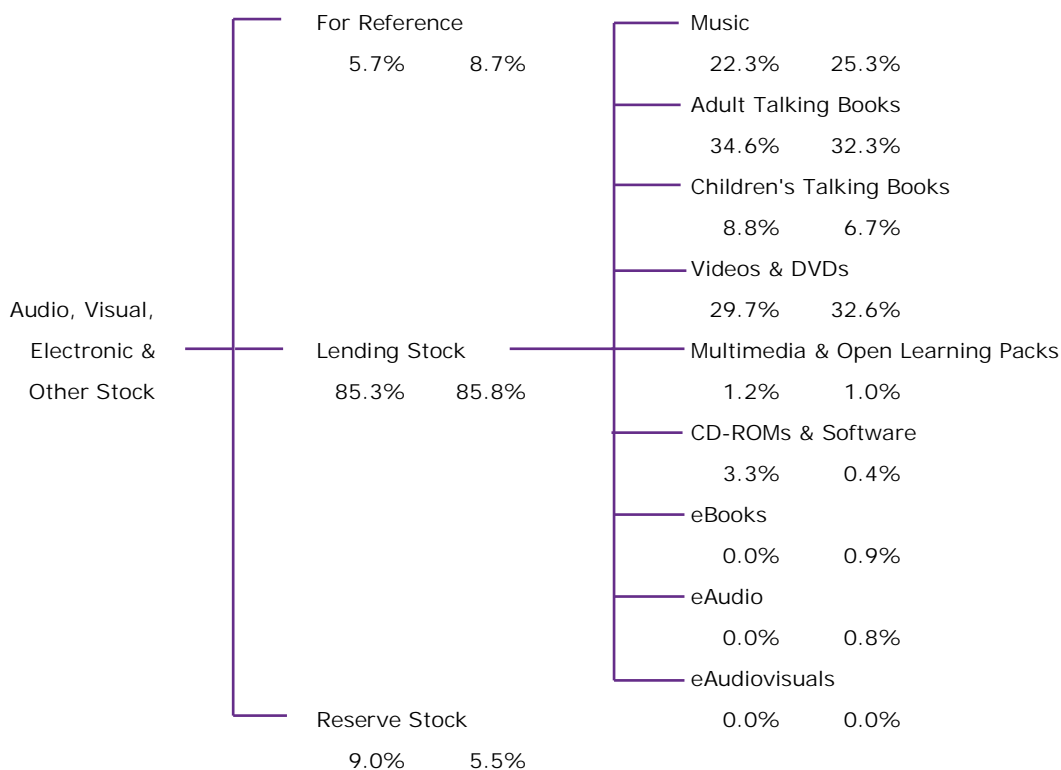 For Reference
5.7% 8.7%
Audio, Visual,
Electronic &
Other Stock
Lending Stock
85.3% 85.8%
Reserve Stock
9.0% 5.5%
Music
22.3% 25.3%
Adult Talking Books
34.6% 32.3%
Children's Talking Books
8.8% 6.7%
Videos & DVDs
29.7% 32.6%
Multimedia & Open Learning Packs
1.2% 1.0%
CD-ROMs & Software
3.3% 0.4%
eBooks
0.0% 0.9%
eAudio
0.0% 0.8%
eAudiovisuals
0.0% 0.0%